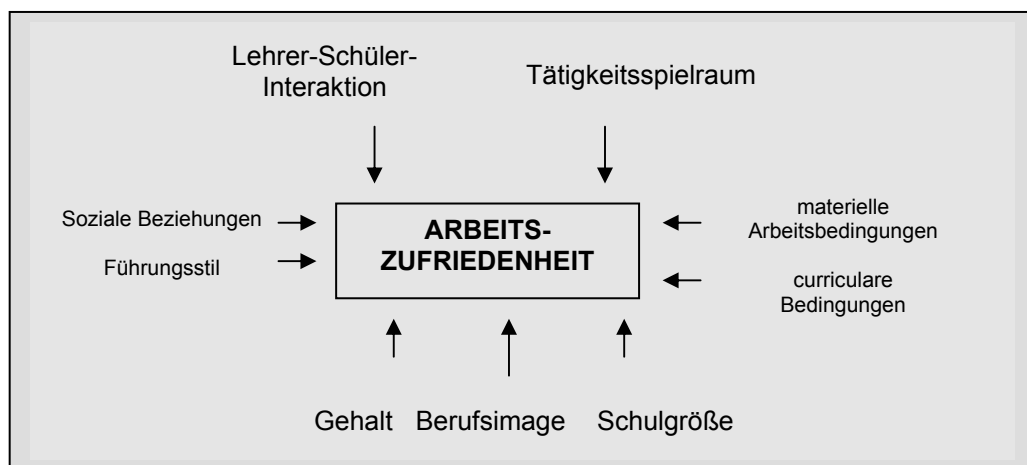 Lehrer-Schüler-
Interaktion
Tätigkeitsspielraum
Soziale Beziehungen
Führungsstil
ARBEITS-
ZUFRIEDENHEIT
materielle
Arbeitsbedingungen
curriculare
Bedingungen
Gehalt Berufsimage Schulgröße